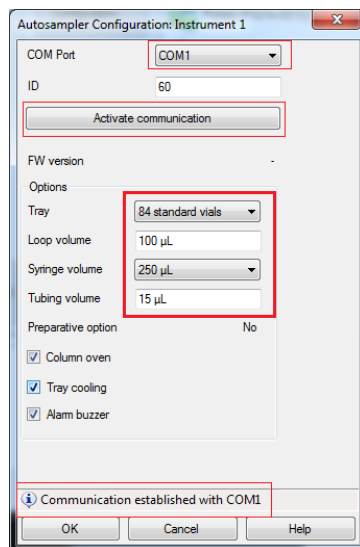 Autosampler Configuration: Instrument 1
COM Port COM1
ID 60
Activate communication
FW version -
Options
Tray 84 standard vials
Loop volume 100 µL
Syringe volume 250 µL
Tubing volume 15 µL
Preparative option No
Column oven
Tray cooling
Alarm buzzer
Communication established with COM1
OK Cancel Help